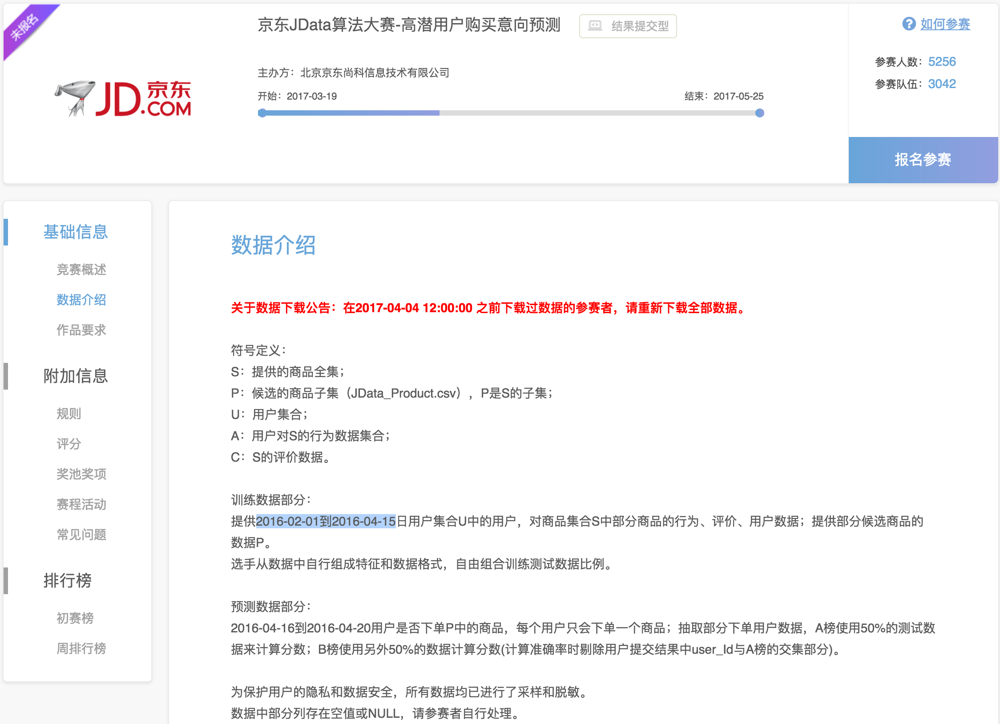 未报名
京东JData算法大赛-高潜用户购买意向预测
结果提交型
如何参赛
主办方：北京京东尚科信息技术有限公司
参赛人数：5256
参赛队伍：3042
开始：2017-03-19
结束：2017-05-25
JD.COM 京东
报名参赛
基础信息
竞赛概述
数据介绍
作品要求
附加信息
规则
评分
奖池奖项
赛程活动
常见问题
排行榜
初赛榜
周排行榜
数据介绍
关于数据下载公告：在2017-04-04 12:00:00 之前下载过数据的参赛者，请重新下载全部数据。
符号定义：
S：提供的商品全集；
P：候选的商品子集（JData_Product.csv），P是S的子集；
U：用户集合；
A：用户对S的行为数据集合；
C：S的评价数据。
训练数据部分：
提供2016-02-01到2016-04-15日用户集合U中的用户，对商品集合S中部分商品的行为、评价、用户数据；提供部分候选商品的
数据P。
选手从数据中自行组成特征和数据格式，自由组合训练测试数据比例。
预测数据部分：
2016-04-16到2016-04-20用户是否下单P中的商品，每个用户只会下单一个商品；抽取部分下单用户数据，A榜使用50%的测试数
据来计算分数；B榜使用另外50%的数据计算分数(计算准确率时剔除用户提交结果中user_Id与A榜的交集部分)。
为保护用户的隐私和数据安全，所有数据均已进行了采样和脱敏。
数据中部分列存在空值或NULL，请参赛者自行处理。